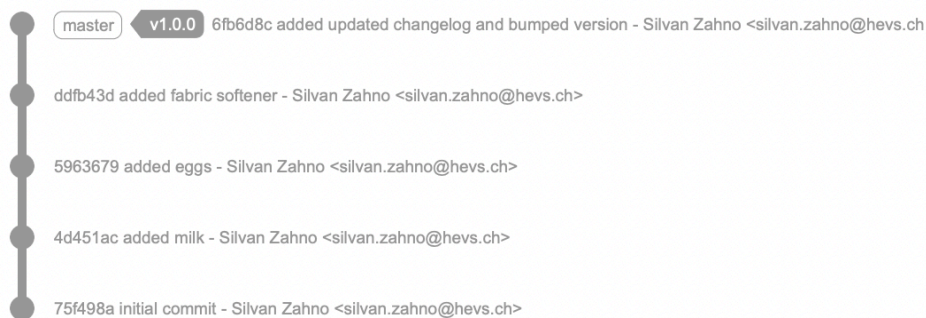 master v1.0.0 6fb6d8c added updated changelog and bumped version - Silvan Zahno <silvan.zahno@hevs.ch
ddfb43d added fabric softener - Silvan Zahno <silvan.zahno@hevs.ch>
5963679 added eggs - Silvan Zahno <silvan.zahno@hevs.ch>
4d451ac added milk - Silvan Zahno <silvan.zahno@hevs.ch>
75f498a initial commit - Silvan Zahno <silvan.zahno@hevs.ch>